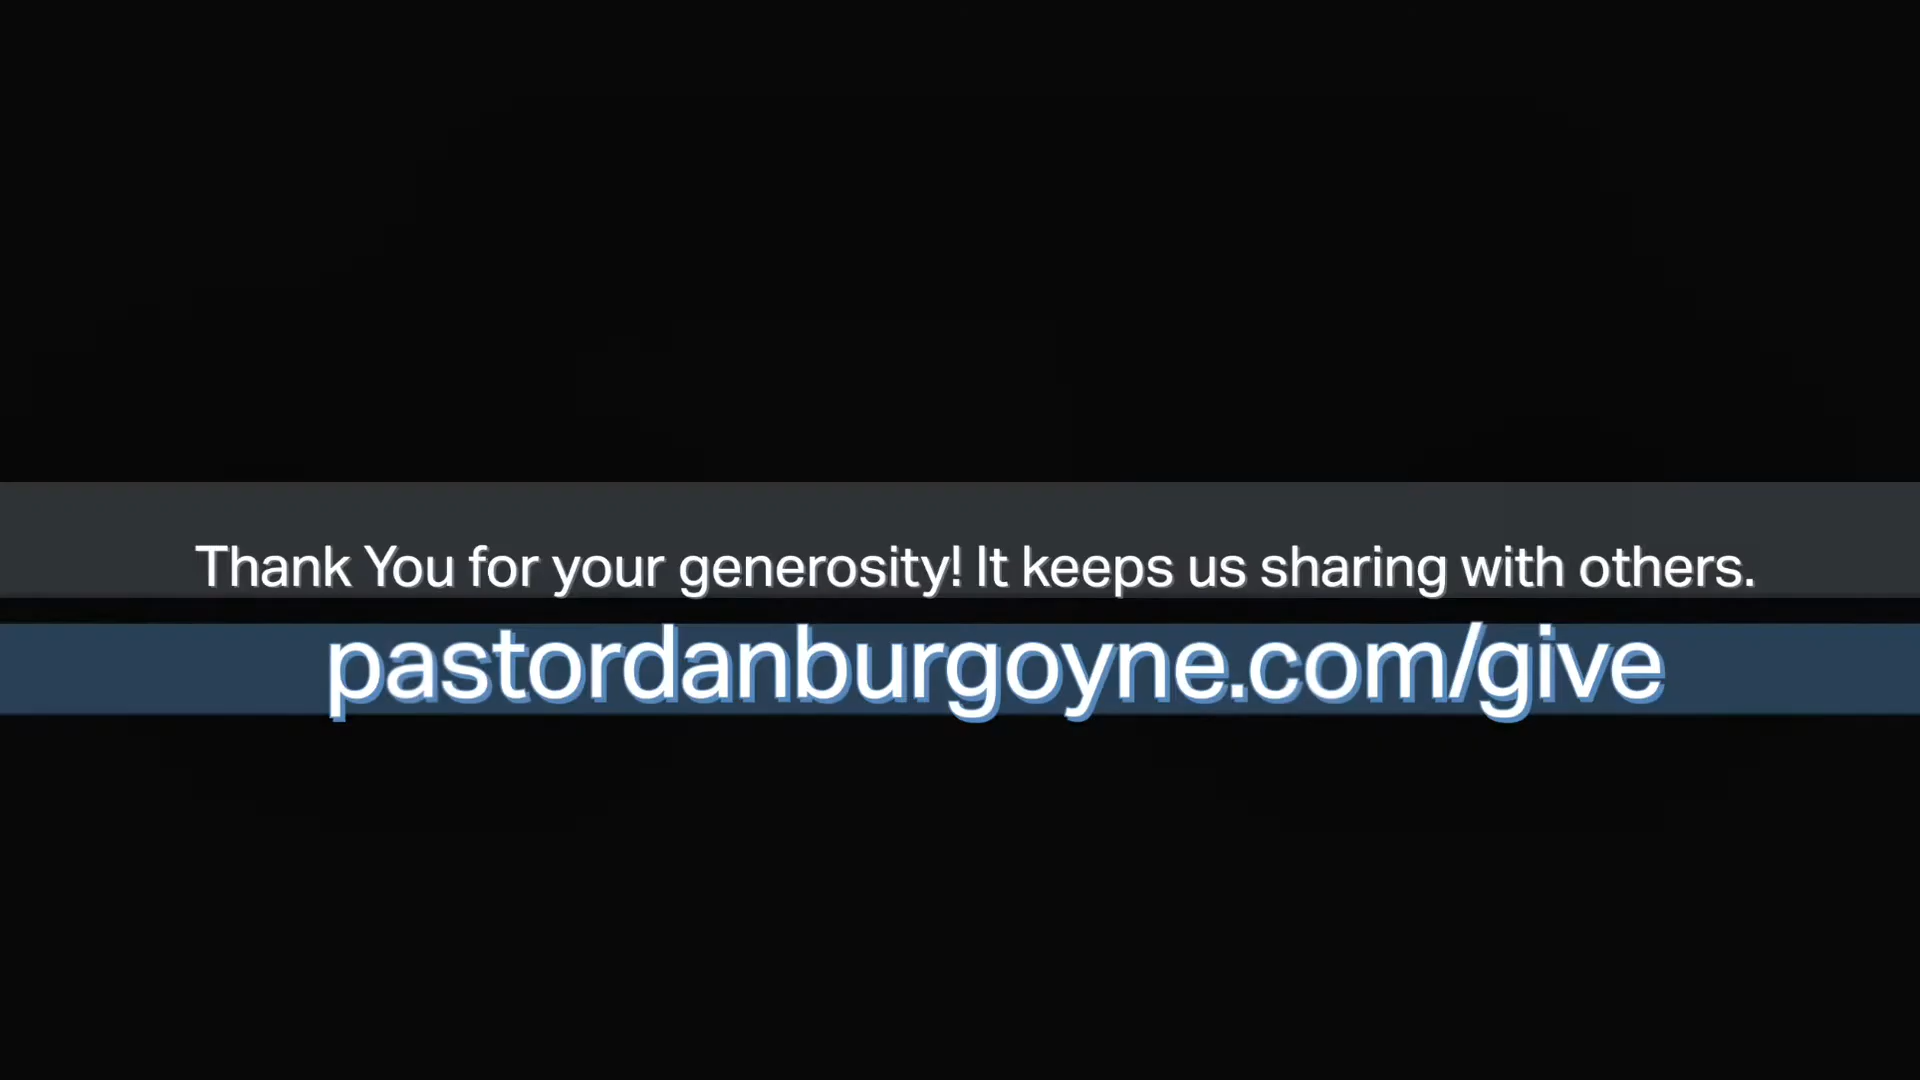 Thank You for your generosity! It keeps us sharing with others.
pastordanburgoyne.com/give